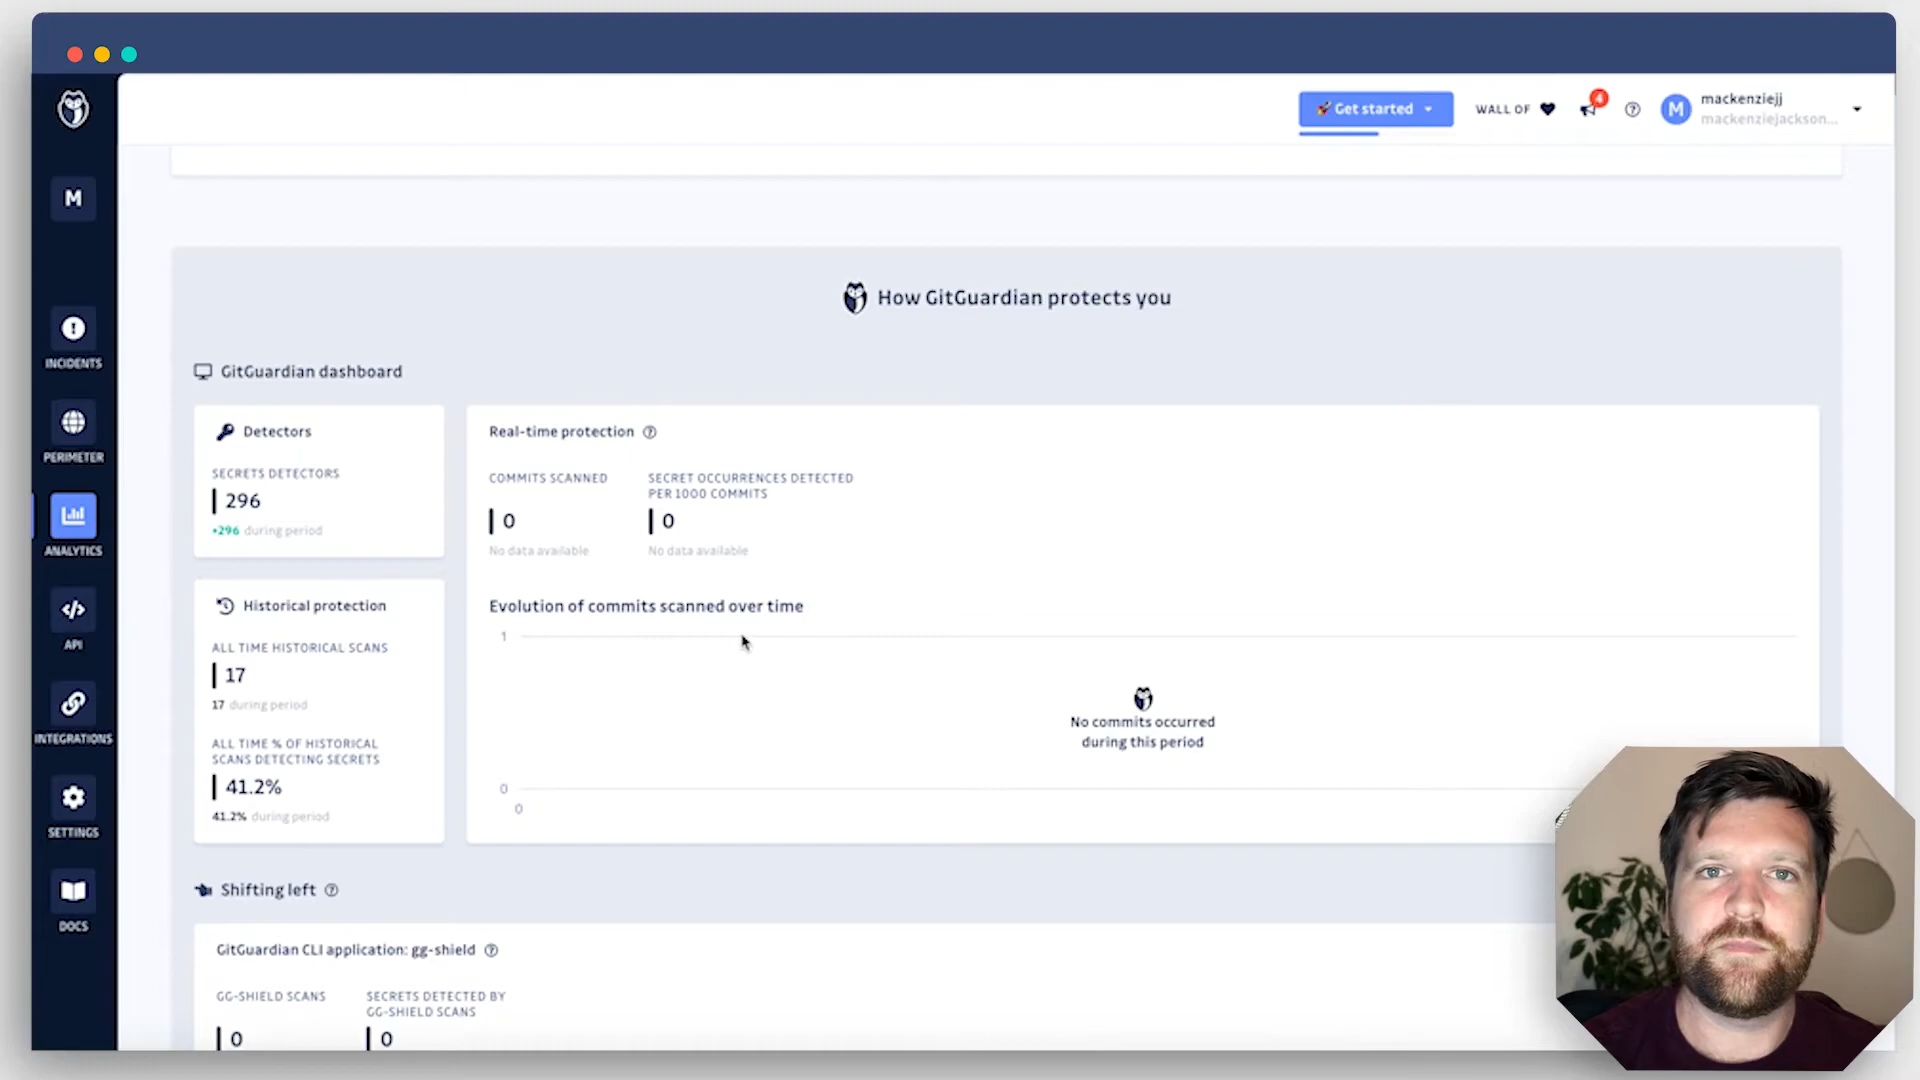 Get started
WALL OF
4
M
mackenziejj
mackenziejackson...
M
INCIDENTS
PERIMETER
ANALYTICS
API
INTEGRATIONS
SETTINGS
DOCS
How GitGuardian protects you
GitGuardian dashboard
Detectors
SECRETS DETECTORS
296
+296 during period
Historical protection
ALL TIME HISTORICAL SCANS
17
17 during period
ALL TIME % OF HISTORICAL
SCANS DETECTING SECRETS
41.2%
41.2% during period
Real-time protection
COMMITS SCANNED
0
No data available
SECRET OCCURRENCES DETECTED
PER 1000 COMMITS
0
No data available
Evolution of commits scanned over time
1
No commits occurred
during this period
0
0
Shifting left
GitGuardian CLI application: gg-shield
GG-SHIELD SCANS
0
SECRETS DETECTED BY
GG-SHIELD SCANS
0